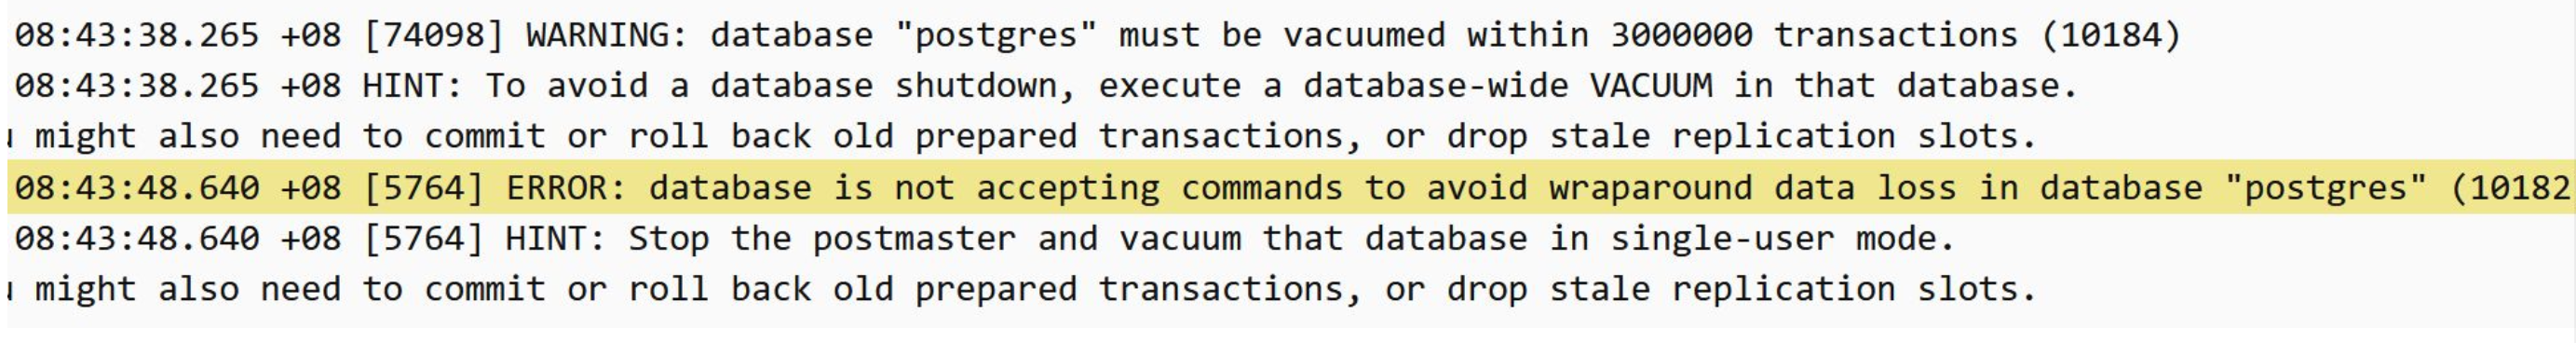 08:43:38.265 +08 [74098] WARNING: database "postgres" must be vacuumed within 3000000 transactions (10184)
08:43:38.265 +08 HINT: To avoid a database shutdown, execute a database-wide VACUUM in that database.
might also need to commit or roll back old prepared transactions, or drop stale replication slots.
08:43:48.640 +08 [5764] ERROR: database is not accepting commands to avoid wraparound data loss in database "postgres" (10182
08:43:48.640 +08 [5764] HINT: Stop the postmaster and vacuum that database in single-user mode.
might also need to commit or roll back old prepared transactions, or drop stale replication slots.